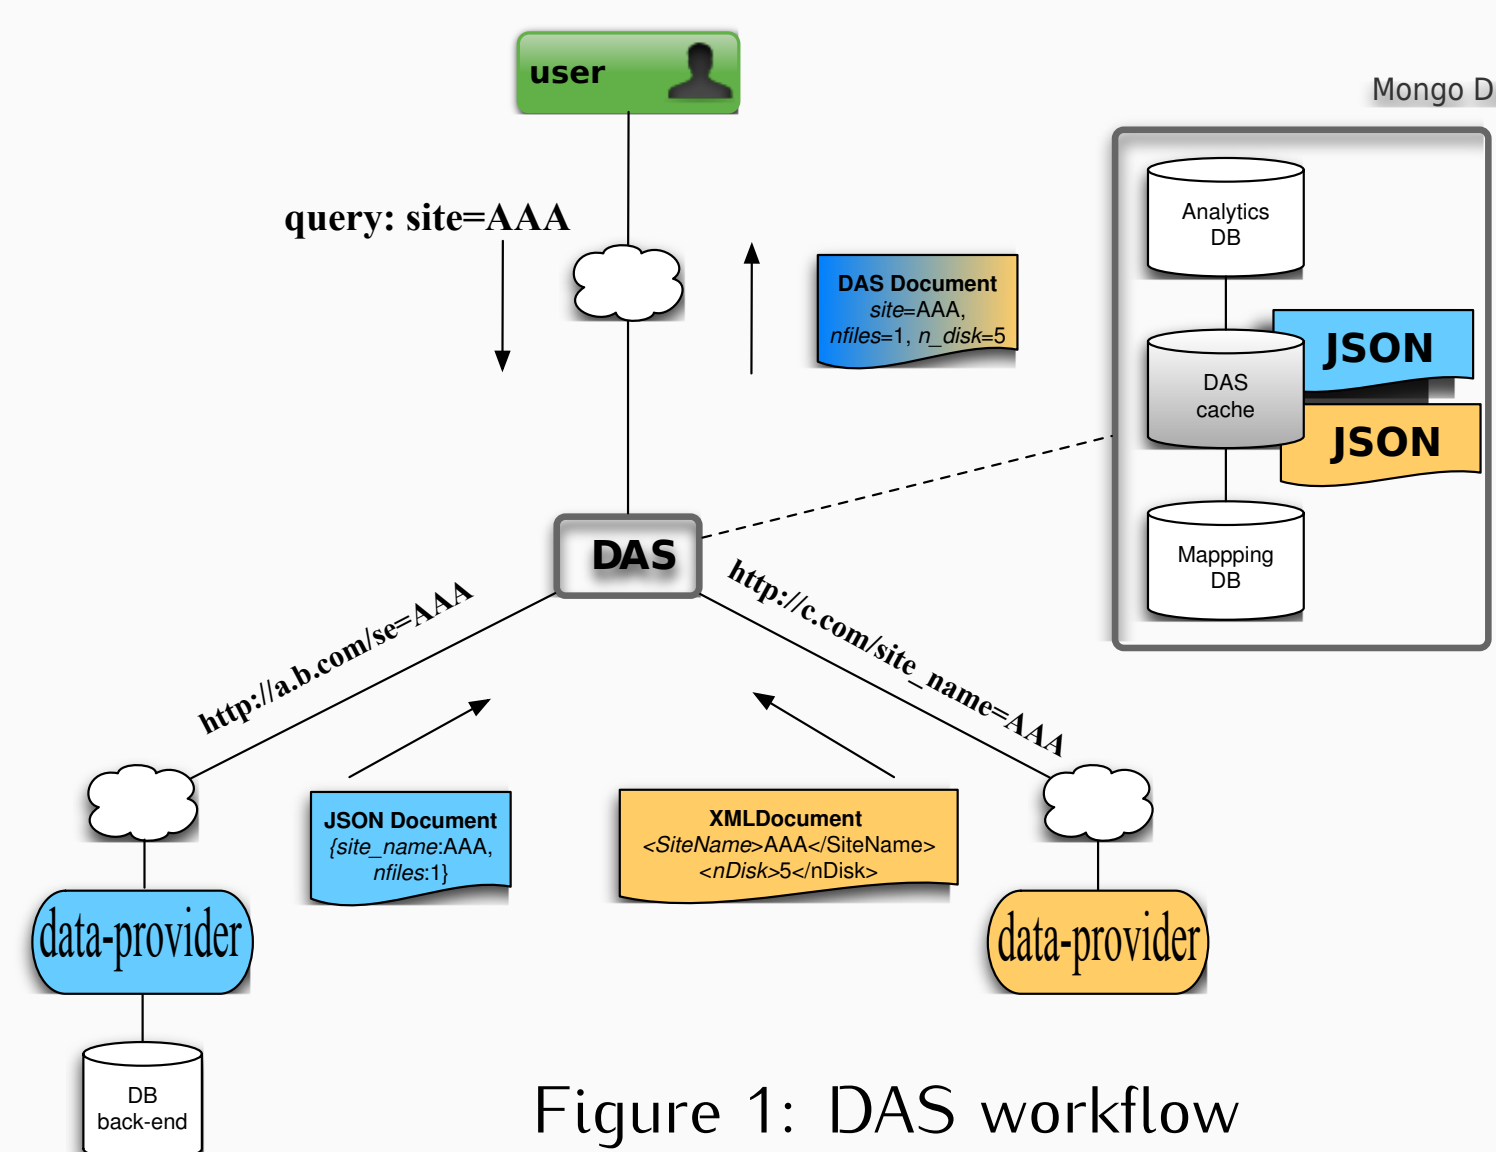 user
Mongo D
query: site=AAA
Analytics
DB
DAS Document
site=AAA,
nfiles=1, n_disk=5
JSON
DAS
cache
JSON
DAS
Mappping
DB
http://a.b.com/se=AAA
http://c.com/site_name=AAA
JSON Document
{site_name:AAA,
nfiles:1}
XMLDocument
<SiteName>AAA</SiteName>
<nDisk>5</nDisk>
data-provider
data-provider
DB
back-end
Figure 1: DAS workflow